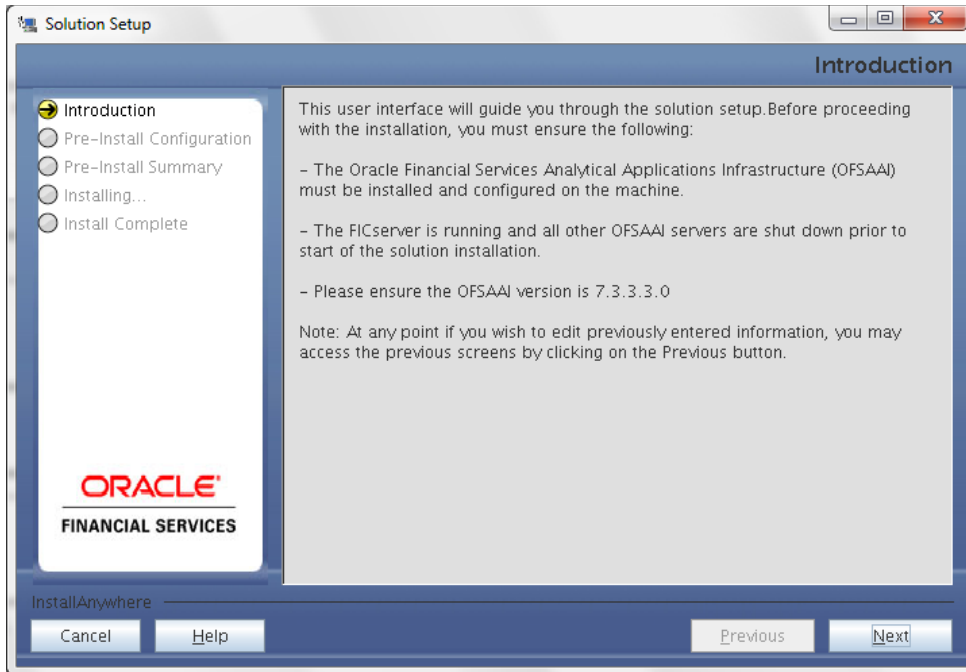 Solution Setup
Introduction
Introduction
Pre-Install Configuration
Pre-Install Summary
Installing...
Install Complete
ORACLE
FINANCIAL SERVICES
This user interface will guide you through the solution setup.Before proceeding
with the installation, you must ensure the following:
- The Oracle Financial Services Analytical Applications Infrastructure (OFSAAI)
must be installed and configured on the machine.
- The FICserver is running and all other OFSAAI servers are shut down prior to
start of the solution installation.
- Please ensure the OFSAAI version is 7.3.3.3.0
Note: At any point if you wish to edit previously entered information, you may
access the previous screens by clicking on the Previous button.
InstallAnywhere
Cancel
Help
Previous
Next